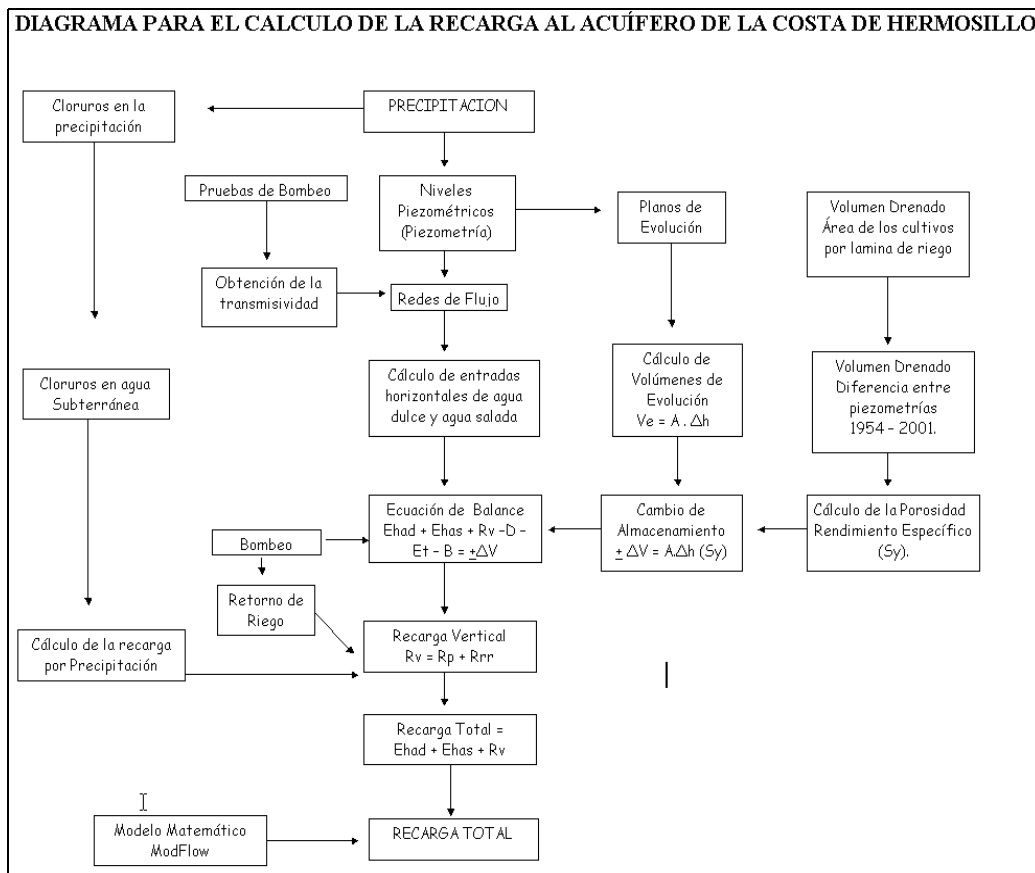 DIAGRAMA PARA EL CALCULO DE LA RECARGA AL ACUÍFERO DE LA COSTA DE HERMOSILLO
Cloruros en la
precipitación
PRECIPITACION
Pruebas de Bombeo
Niveles
Piezométricos
(Piezometría)
Planos de
Evolución
Volumen Drenado
Área de los cultivos
por lamina de riego
Obtención de la
transmisividad
Redes de Flujo
Cloruros en agua
Subterránea
Cálculo de entradas
horizontales de agua
dulce y agua salada
Cálculo de
Volúmenes de
Evolución
Ve = A . Δh
Volumen Drenado
Diferencia entre
piezometrías
1954 – 2001.
Bombeo
Ecuación de Balance
Ehad + Ehas + Rv –D –
Et – B = ±ΔV
Cambio de
Almacenamiento
± ΔV = A.Δh (Sy)
Cálculo de la Porosidad
Rendimiento Específico
(Sy).
Retorno de
Riego
Cálculo de la recarga
por Precipitación
Recarga Vertical
Rv = Rp + Rrr
Recarga Total =
Ehad + Ehas + Rv
Modelo Matemático
ModFlow
RECARGA TOTAL